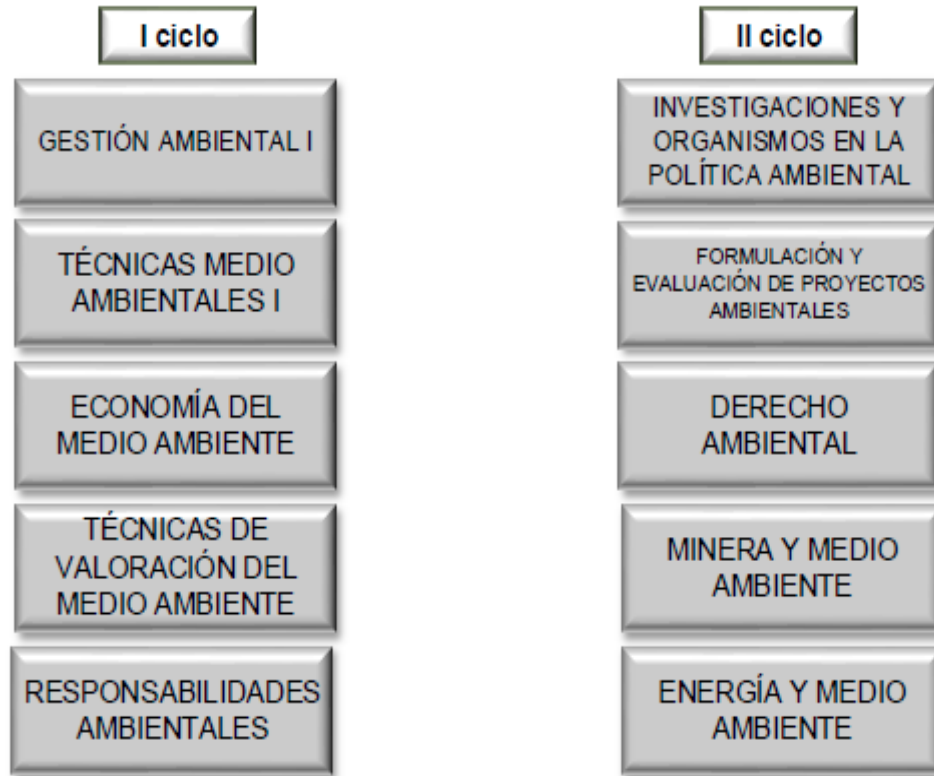 I ciclo
GESTIÓN AMBIENTAL I
TÉCNICAS MEDIO
AMBIENTALES I
ECONOMÍA DEL
MEDIO AMBIENTE
TÉCNICAS DE
VALORACIÓN DEL
MEDIO AMBIENTE
RESPONSABILIDADES
AMBIENTALES
II ciclo
INVESTIGACIONES Y
ORGANISMOS EN LA
POLÍTICA AMBIENTAL
FORMULACIÓN Y
EVALUACIÓN DE PROYECTOS
AMBIENTALES
DERECHO
AMBIENTAL
MINERA Y MEDIO
AMBIENTE
ENERGÍA Y MEDIO
AMBIENTE